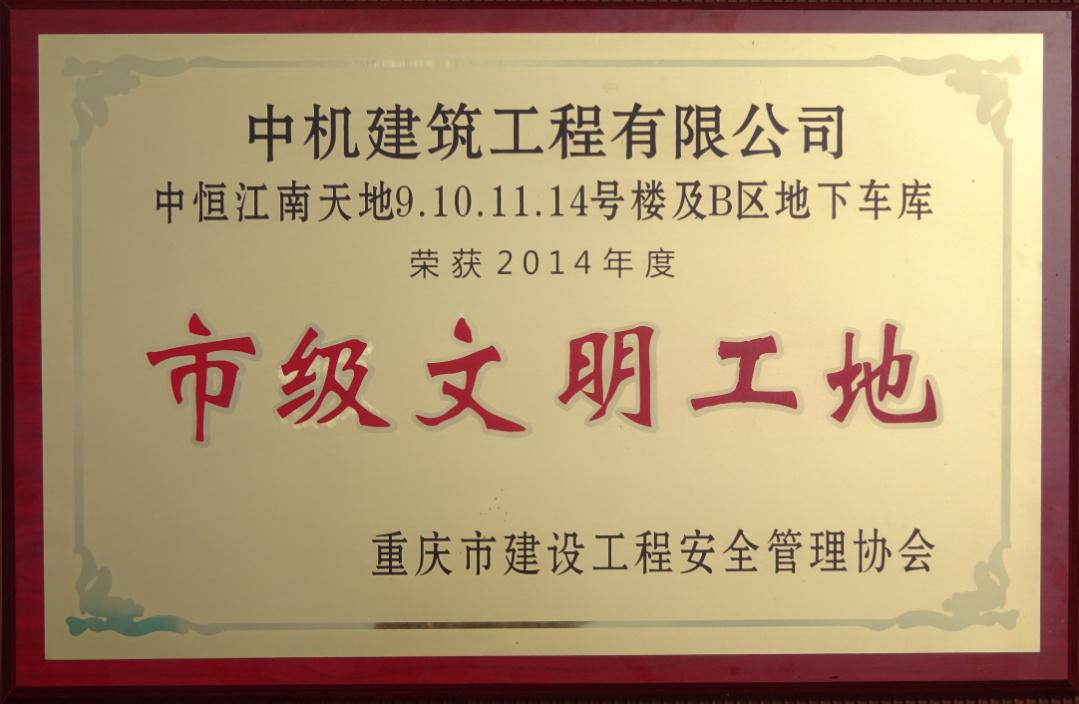 中机建筑工程有限公司
中恒江南天地9.10.11.14号楼及B区地下车库
荣获2014年度
市级文明工地
重庆市建设工程安全管理协会